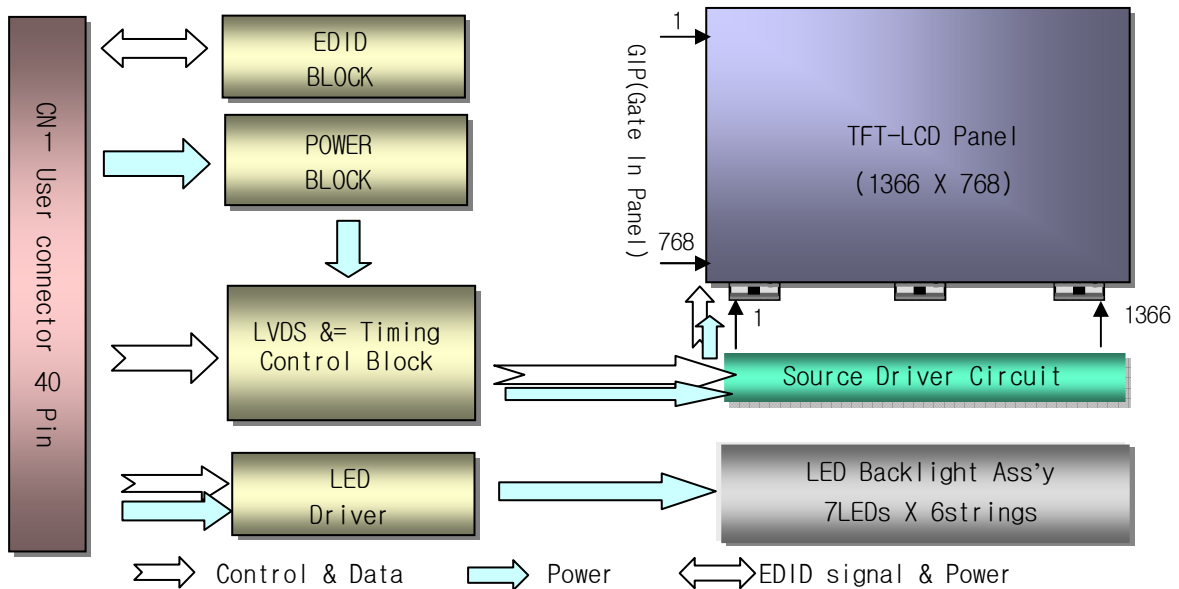 CN-1 User connector 40 Pin
EDID
BLOCK
POWER
BLOCK
LVDS &= Timing
Control Block
LED
Driver
1
GIP(Gate In Panel)
768
TFT-LCD Panel
(1366 X 768)
1
1366
Source Driver Circuit
LED Backlight Ass’y
7LEDs X 6strings
Control & Data
Power
EDID signal & Power